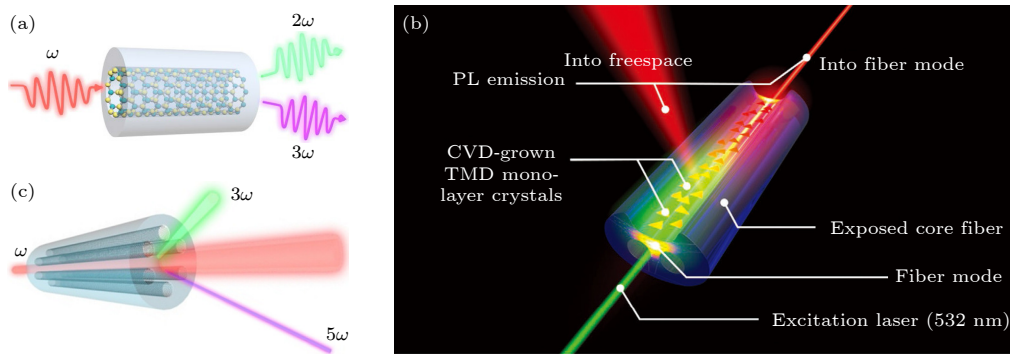 (a)
ω
2ω
3ω
(c)
ω
3ω
5ω
(b)
Into freespace
PL emission
Into fiber mode
CVD-grown
TMD mono-
layer crystals
Exposed core fiber
Fiber mode
Excitation laser (532 nm)